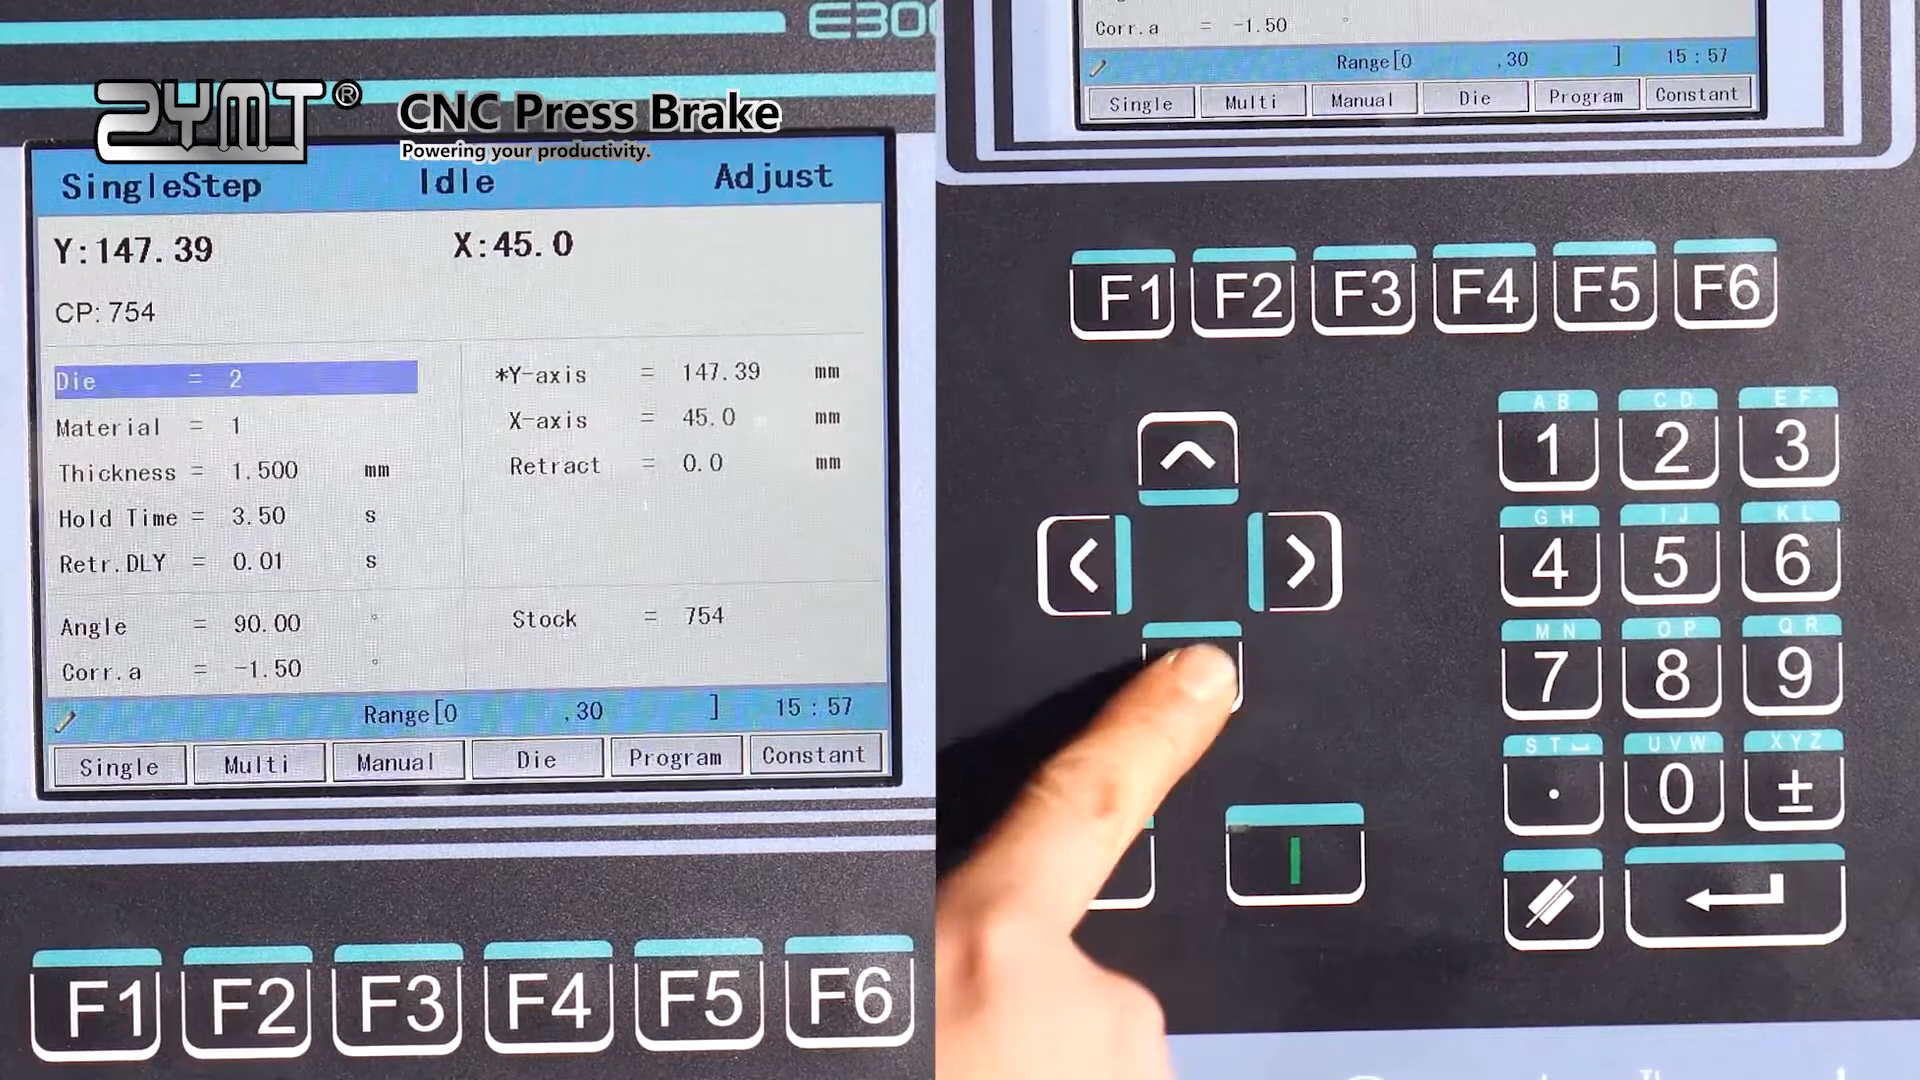 E300
ZYMT®
CNC Press Brake
Powering your productivity.
SingleStep Idle Adjust
Y:147.39 X:45.0
CP: 754
Die = 2
Material = 1
Thickness = 1.500 mm
Hold Time = 3.50 s
Retr.DLY = 0.01 s
Angle = 90.00 °
Corr.a = -1.50 °
*Y-axis = 147.39 mm
X-axis = 45.0 mm
Retract = 0.0 mm
Stock = 754
Range[0 ,30 ] 15:57
Single Multi Manual Die Program Constant
F1 F2 F3 F4 F5 F6
Corr.a = -1.50 °
Range[0 ,30 ] 15:57
Single Multi Manual Die Program Constant
F1 F2 F3 F4 F5 F6
A B C D E F
1 2 3
G H I J K L
4 5 6
M N O P Q R
7 8 9
S T ␣ U V W X Y Z
. 0 ±